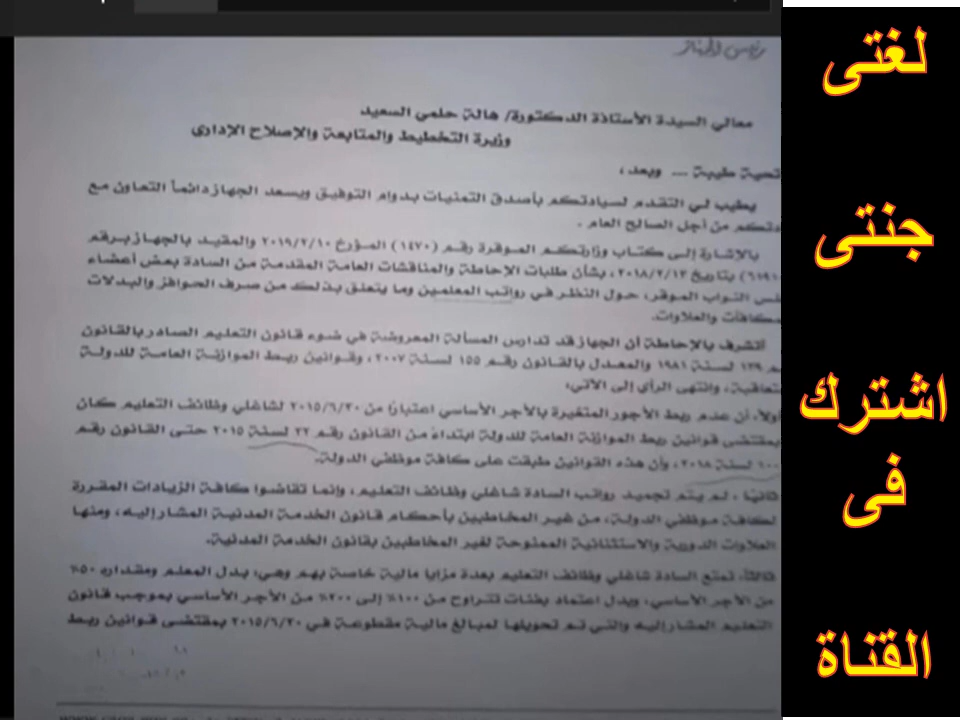 رئيس الجهاز
معالي السيدة الأستاذة الدكتورة/ هالة حلمي السعيد
وزيرة التخطيط والمتابعة والإصلاح الإداري
تحية طيبة ... وبعد ،
يطيب لي التقدم لسيادتكم بأصدق التمنيات بدوام التوفيق ويسعد الجهاز دائماً التعاون مع
دتكم من أجل الصالح العام .
بالإشارة إلى كتاب وزارتكم الموقرة رقم (١٤٧٠) المؤرخ ٢٠١٩/٢/١٠ والمقيد بالجهاز برقم
٦٩١٠) بتاريخ ٢٠١٨/٢/١٣ ، بشأن طلبات الإحاطة والمناقشات العامة المقدمة من السادة بعض أعضاء
لس النواب الموقر، حول النظر في رواتب المعلمين وما يتعلق بذلك من صرف الحوافز والبدلات
مكافآت والعلاوات.
أتشرف بالإحاطة أن الجهاز قد تدارس المسألة المعروضة في ضوء قانون التعليم الصادر بالقانون
م ١٣٩ لسنة ١٩٨١ والمعدل بالقانون رقم ١٥٥ لسنة ٢٠٠٧ ، وقوانين ربط الموازنة العامة للدولة
تعاقبة، وانتهى الرأي إلى الآتي:
أولاً، أن عدم ربط الأجور المتغيرة بالأجر الأساسي اعتبارًا من ٢٠١٥/٦/٣٠ لشاغلي وظائف التعليم كان
بمقتضى قوانين ربط الموازنة العامة للدولة ابتداءً من القانون رقم ٣٢ لسنة ٢٠١٥ حتى القانون رقم
١٠٠ لسنة ٢٠١٨ ، وأن هذه القوانين طبقت على كافة موظفي الدولة.
ثانيًا ، لم يتم تجميد رواتب السادة شاغلي وظائف التعليم، وإنما تقاضوا كافة الزيادات المقررة
لكافة موظفي الدولة، من غير المخاطبين بأحكام قانون الخدمة المدنية المشار إليه، ومنها
العلاوات الدورية والاستثنائية الممنوحة لغير المخاطبين بقانون الخدمة المدنية.
ثالثًا، تمتع السادة شاغلي وظائف التعليم بعدة مزايا مالية خاصة بهم وهي، بدل المعلم ومقداره ٥٠%
من الأجر الأساسي، وبدل اعتماد بفئات تتراوح من ١٠٠% إلى ٢٠٠% من الأجر الأساسي بموجب قانون
التعليم المشار إليه والتي تم تحويلها لمبالغ مالية مقطوعة في ٢٠١٥/٦/٣٠ بمقتضى قوانين ربط
لغتى
جنتى
اشترك
فى
القناة